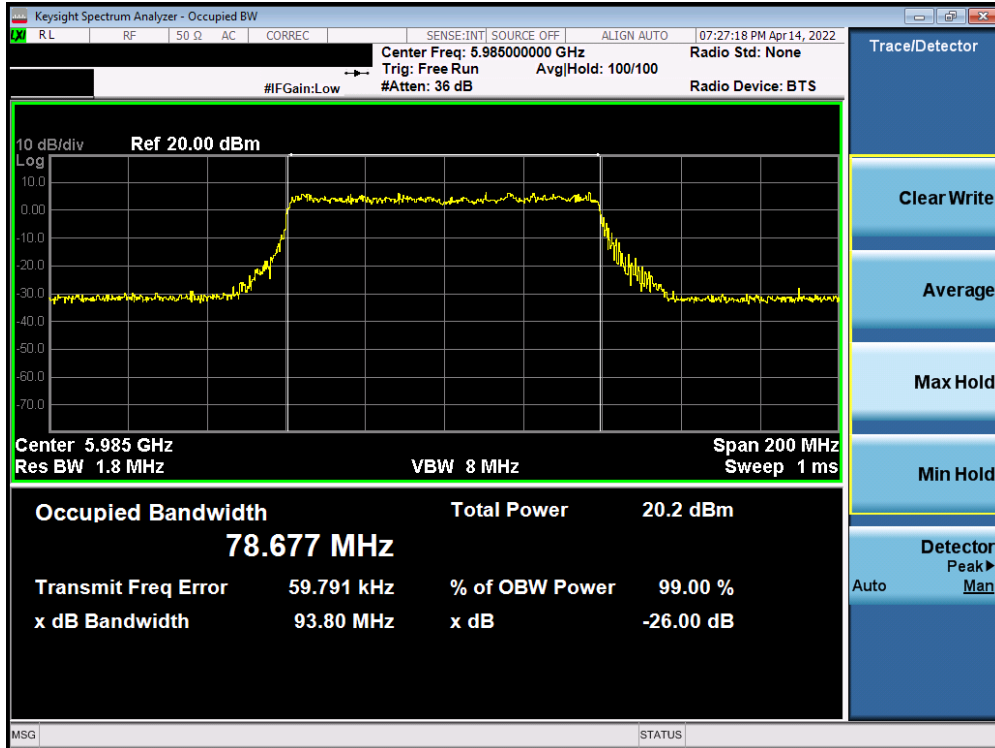 Keysight Spectrum Analyzer - Occupied BW
LXI RL RF 50 Ω AC CORREC SENSE:INT SOURCE OFF ALIGN AUTO 07:27:18 PM Apr 14, 2022
Center Freq: 5.985000000 GHz Radio Std: None
Trig: Free Run Avg|Hold: 100/100
#IFGain:Low #Atten: 36 dB Radio Device: BTS
10 dB/div Ref 20.00 dBm
Log
10.0
0.00
-10.0
-20.0
-30.0
-40.0
-50.0
-60.0
-70.0
Center 5.985 GHz Span 200 MHz
Res BW 1.8 MHz VBW 8 MHz Sweep 1 ms
Occupied Bandwidth Total Power 20.2 dBm
78.677 MHz
Transmit Freq Error 59.791 kHz % of OBW Power 99.00 %
x dB Bandwidth 93.80 MHz x dB -26.00 dB
MSG STATUS
Trace/Detector
Clear Write
Average
Max Hold
Min Hold
Detector
Peak▶
Auto Man